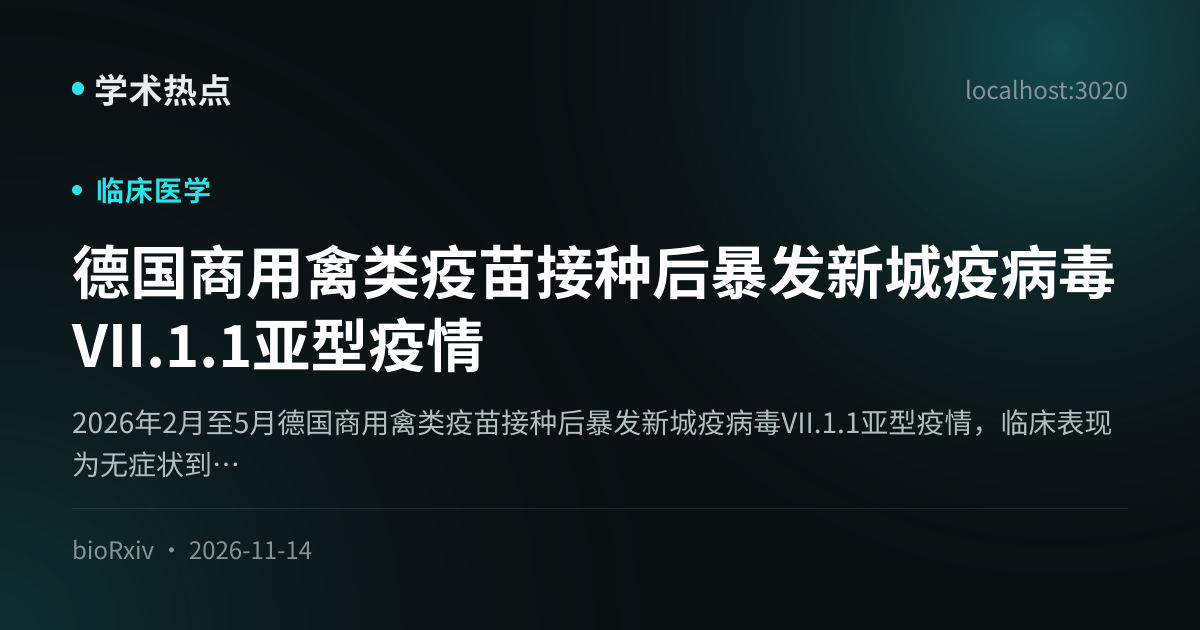 学术热点
localhost:3020
临床医学
德国商用禽类疫苗接种后暴发新城疫病毒
VII.1.1亚型疫情
2026年2月至5月德国商用禽类疫苗接种后暴发新城疫病毒VII.1.1亚型疫情，临床表现
为无症状到…
bioRxiv · 2026-11-14